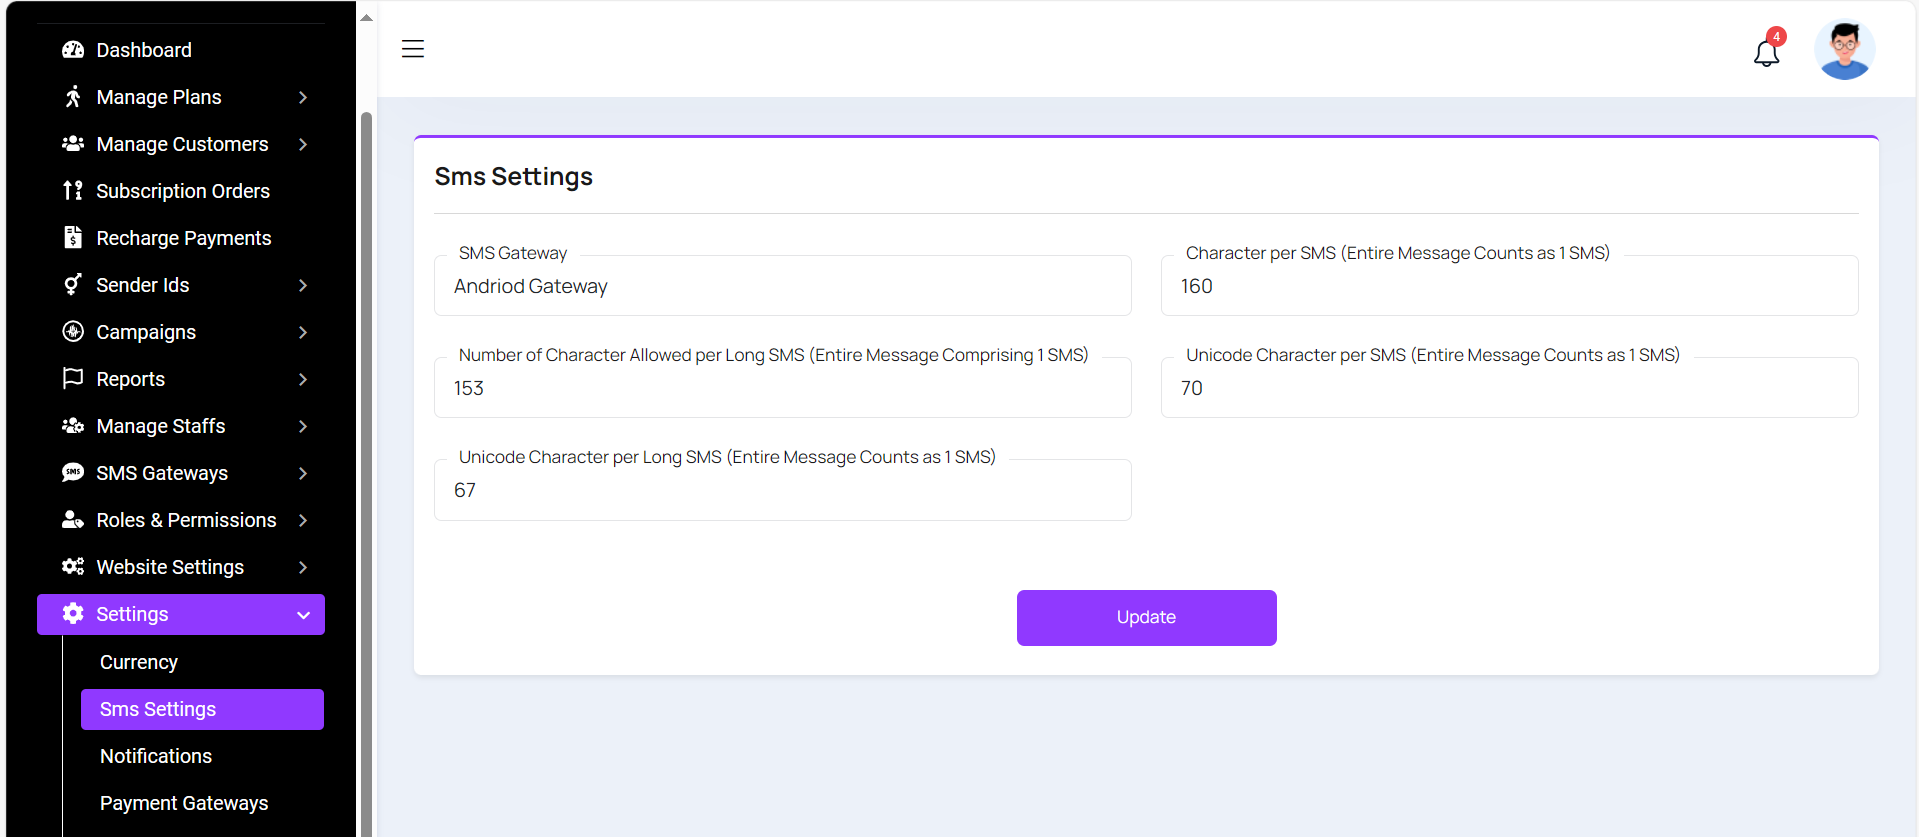 Dashboard
Manage Plans
Manage Customers
Subscription Orders
Recharge Payments
Sender Ids
Campaigns
Reports
Manage Staffs
SMS
SMS Gateways
Roles & Permissions
Website Settings
Settings
Currency
Sms Settings
Notifications
Payment Gateways
4
Sms Settings
SMS Gateway
Andriod Gateway
Character per SMS (Entire Message Counts as 1 SMS)
160
Number of Character Allowed per Long SMS (Entire Message Comprising 1 SMS)
153
Unicode Character per SMS (Entire Message Counts as 1 SMS)
70
Unicode Character per Long SMS (Entire Message Counts as 1 SMS)
67
Update